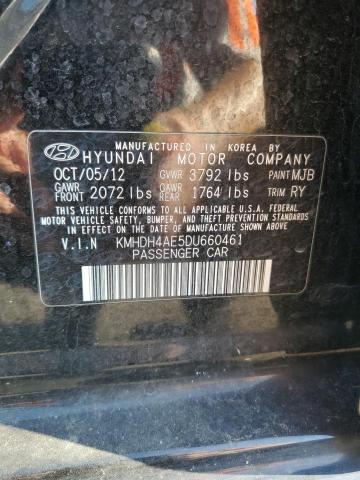 MANUFACTURED IN KOREA BY
HYUNDAI MOTOR COMPANY
OCT/05/12 GVWR 3792 lbs PAINT MJB
GAWR FRONT 2072 lbs GAWR REAR 1764 lbs TRIM RY
THIS VEHICLE CONFORMS TO ALL APPLICABLE U.S.A. FEDERAL
MOTOR VEHICLE SAFETY, BUMPER, AND THEFT PREVENTION
STANDARDS IN EFFECT ON THE DATE OF MANUFACTURE SHOWN ABOVE.
V.I.N KMHDH4AE5DU660461
PASSENGER CAR